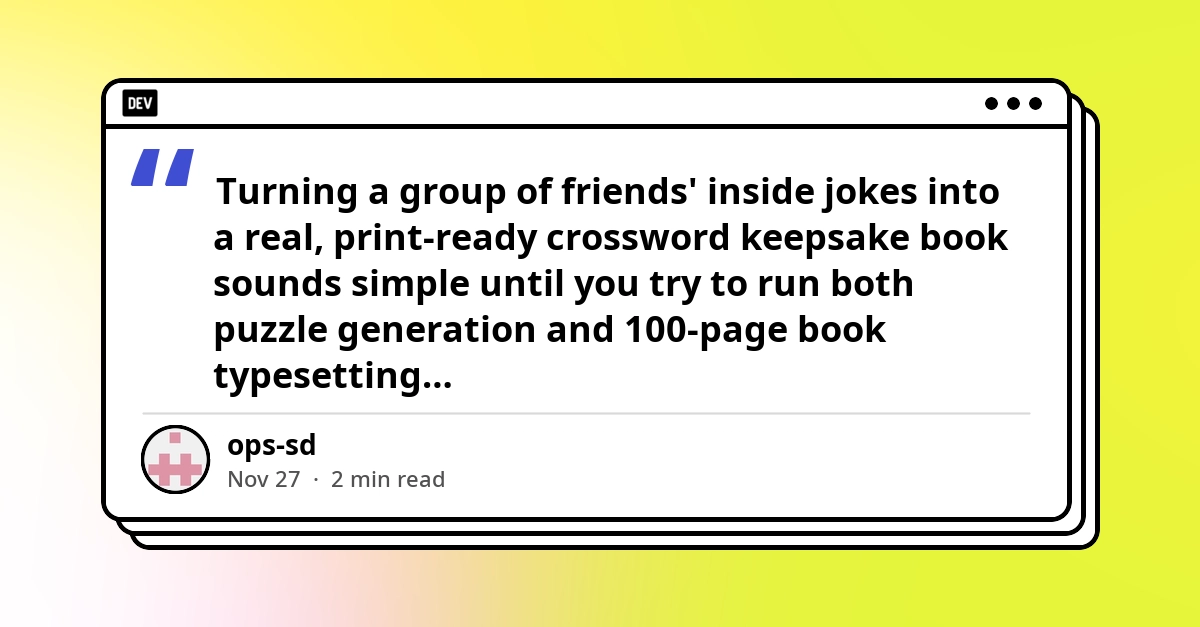 DEV
“ Turning a group of friends' inside jokes into
a real, print-ready crossword keepsake book
sounds simple until you try to run both
puzzle generation and 100-page book
typesetting...
ops-sd
Nov 27 · 2 min read